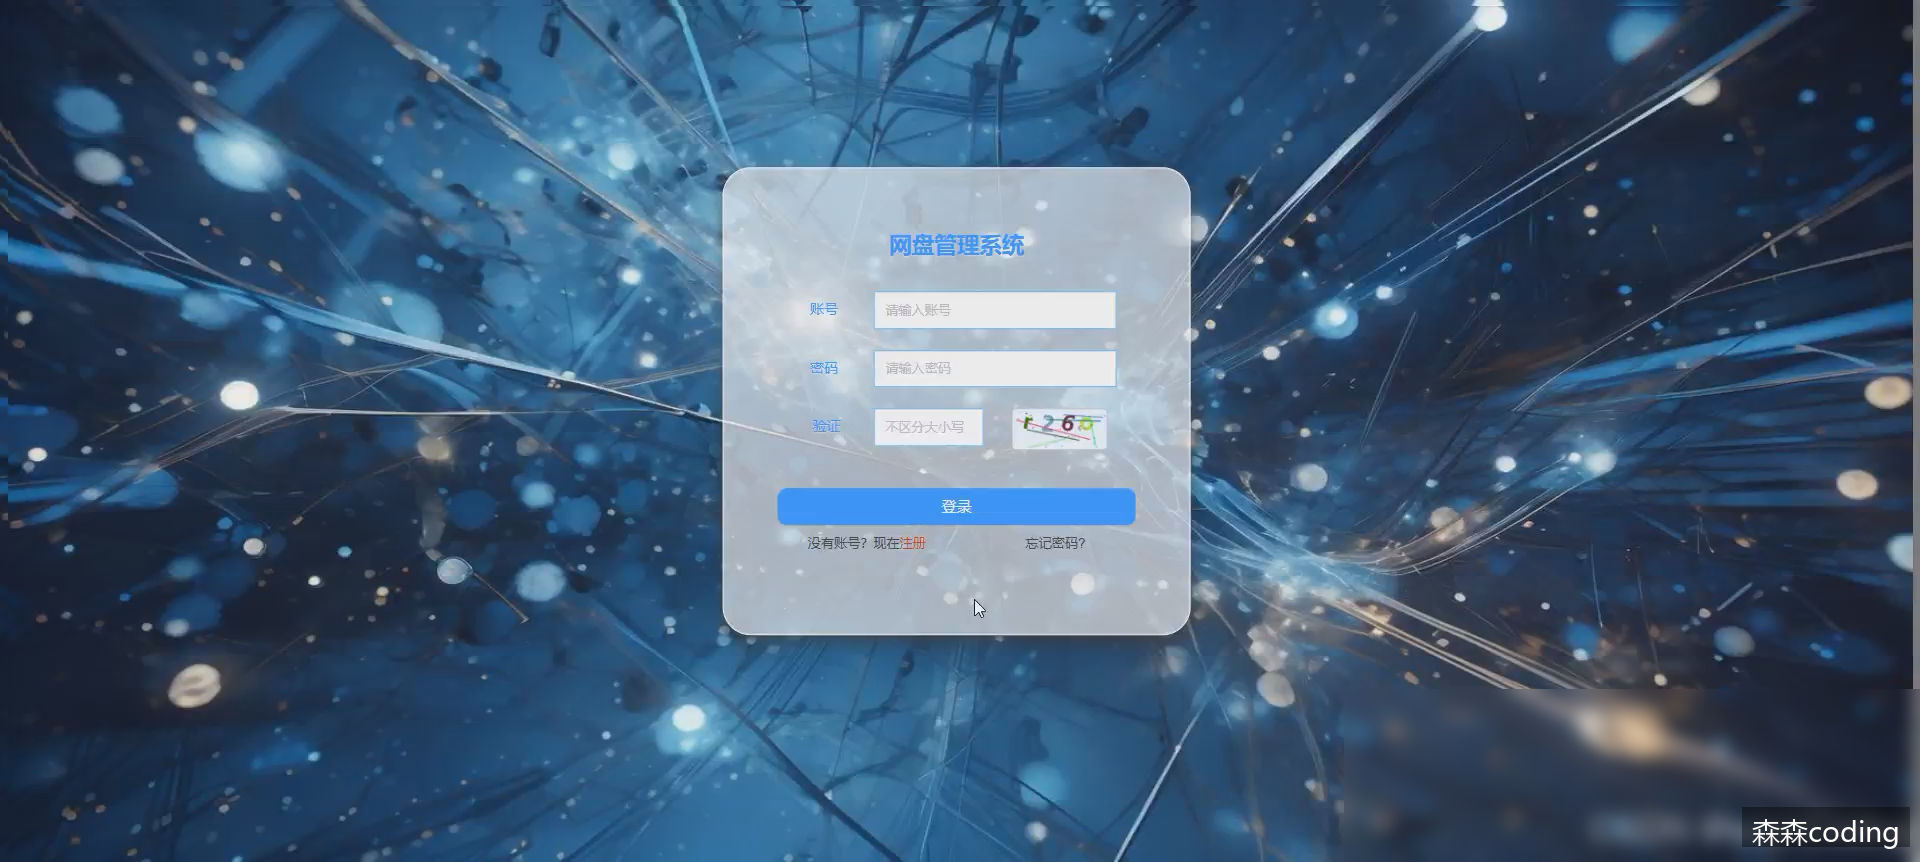 网盘管理系统
账号 请输入账号
密码 请输入密码
验证 不区分大小写
登录
没有账号？现在注册 忘记密码？
森森coding